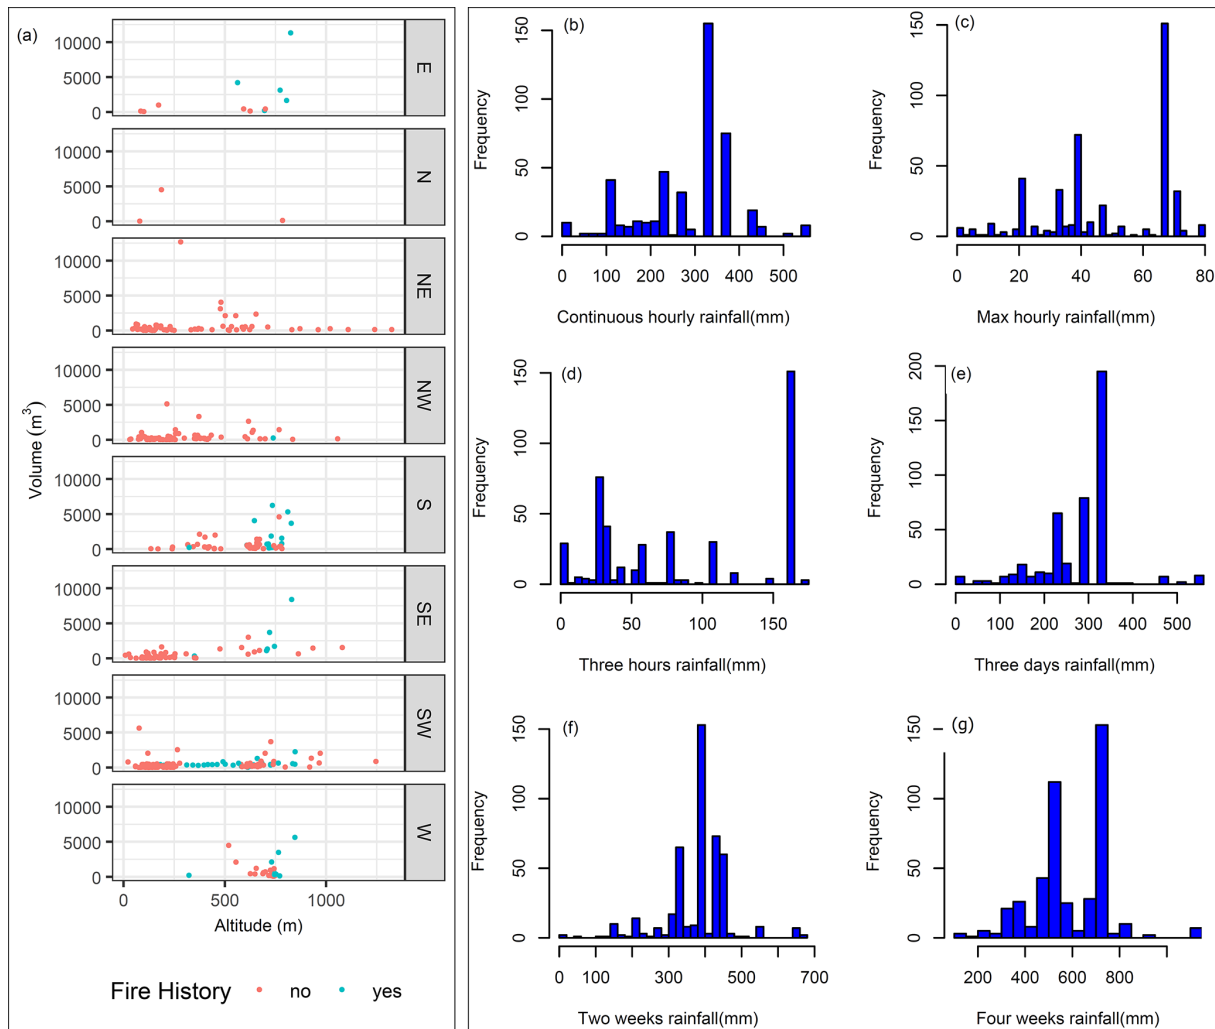 (a)
Volume (m³)
10000
5000
0
E
10000
5000
0
N
10000
5000
0
NE
10000
5000
0
NW
10000
5000
0
S
10000
5000
0
SE
10000
5000
0
SW
10000
5000
0
W
0 500 1000
Altitude (m)
Fire History no yes
(b)
Frequency
0 50 100 150
0 100 200 300 400 500
Continuous hourly rainfall(mm)
(c)
Frequency
0 50 100 150
0 20 40 60 80
Max hourly rainfall(mm)
(d)
Frequency
0 50 100 150
0 50 100 150
Three hours rainfall(mm)
(e)
Frequency
0 50 100 150 200
0 100 200 300 400 500
Three days rainfall(mm)
(f)
Frequency
0 50 100 150
0 100 300 400 500 700
Two weeks rainfall(mm)
(g)
Frequency
0 50 100 150
200 400 600 800
Four weeks rainfall(mm)